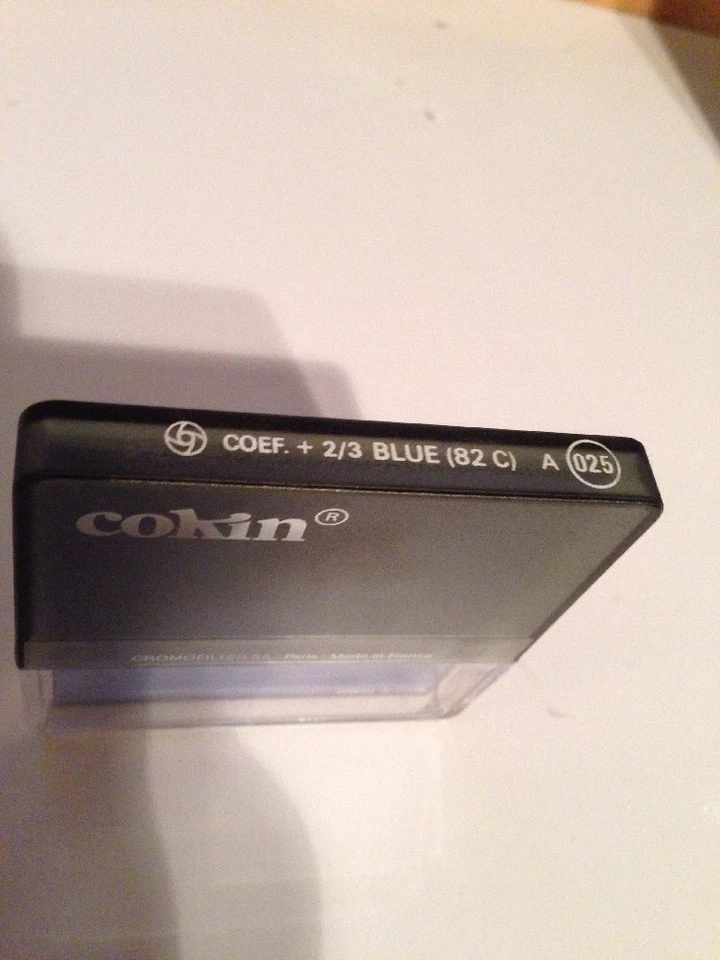 COEF. + 2/3 BLUE (82 C) A 025
cokin ®
CROMOFILTER SA - Paris - Made in France